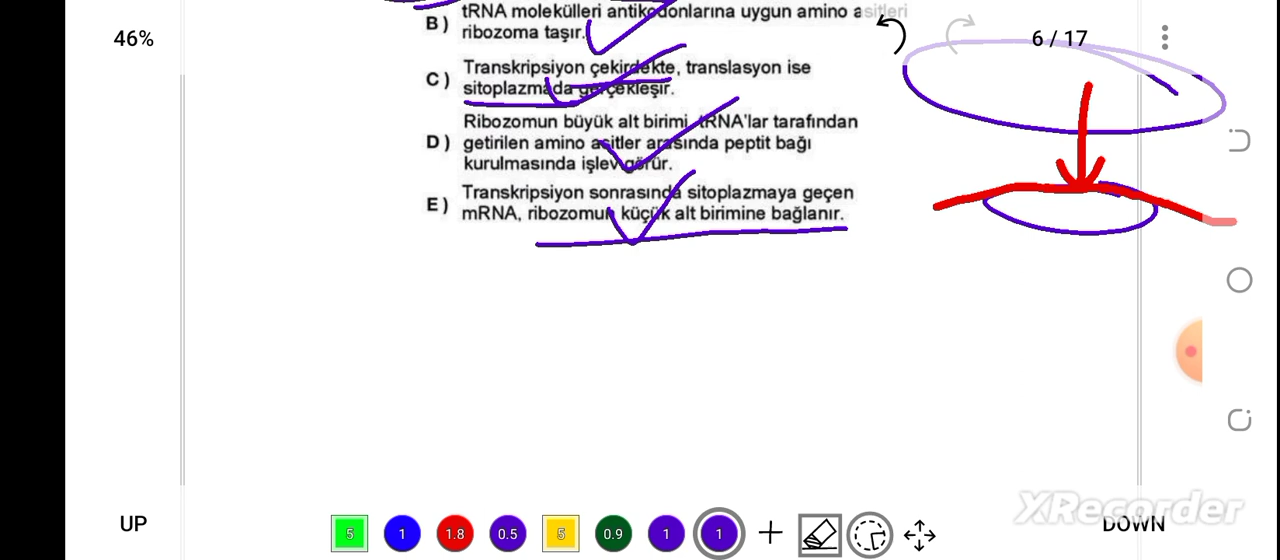 B) tRNA molekülleri antikodonlarına uygun amino asitleri
ribozoma taşır.
C) Transkripsiyon çekirdekte, translasyon ise
sitoplazmada gerçekleşir.
D) Ribozomun büyük alt birimi, tRNA'lar tarafından
getirilen amino asitler arasında peptit bağı
kurulmasında işlev görür.
E) Transkripsiyon sonrasında sitoplazmaya geçen
mRNA, ribozomun küçük alt birimine bağlanır.
46%
6 / 17
UP
5 1 1.8 0.5 5 0.9 1 1
DOWN
XRecorder